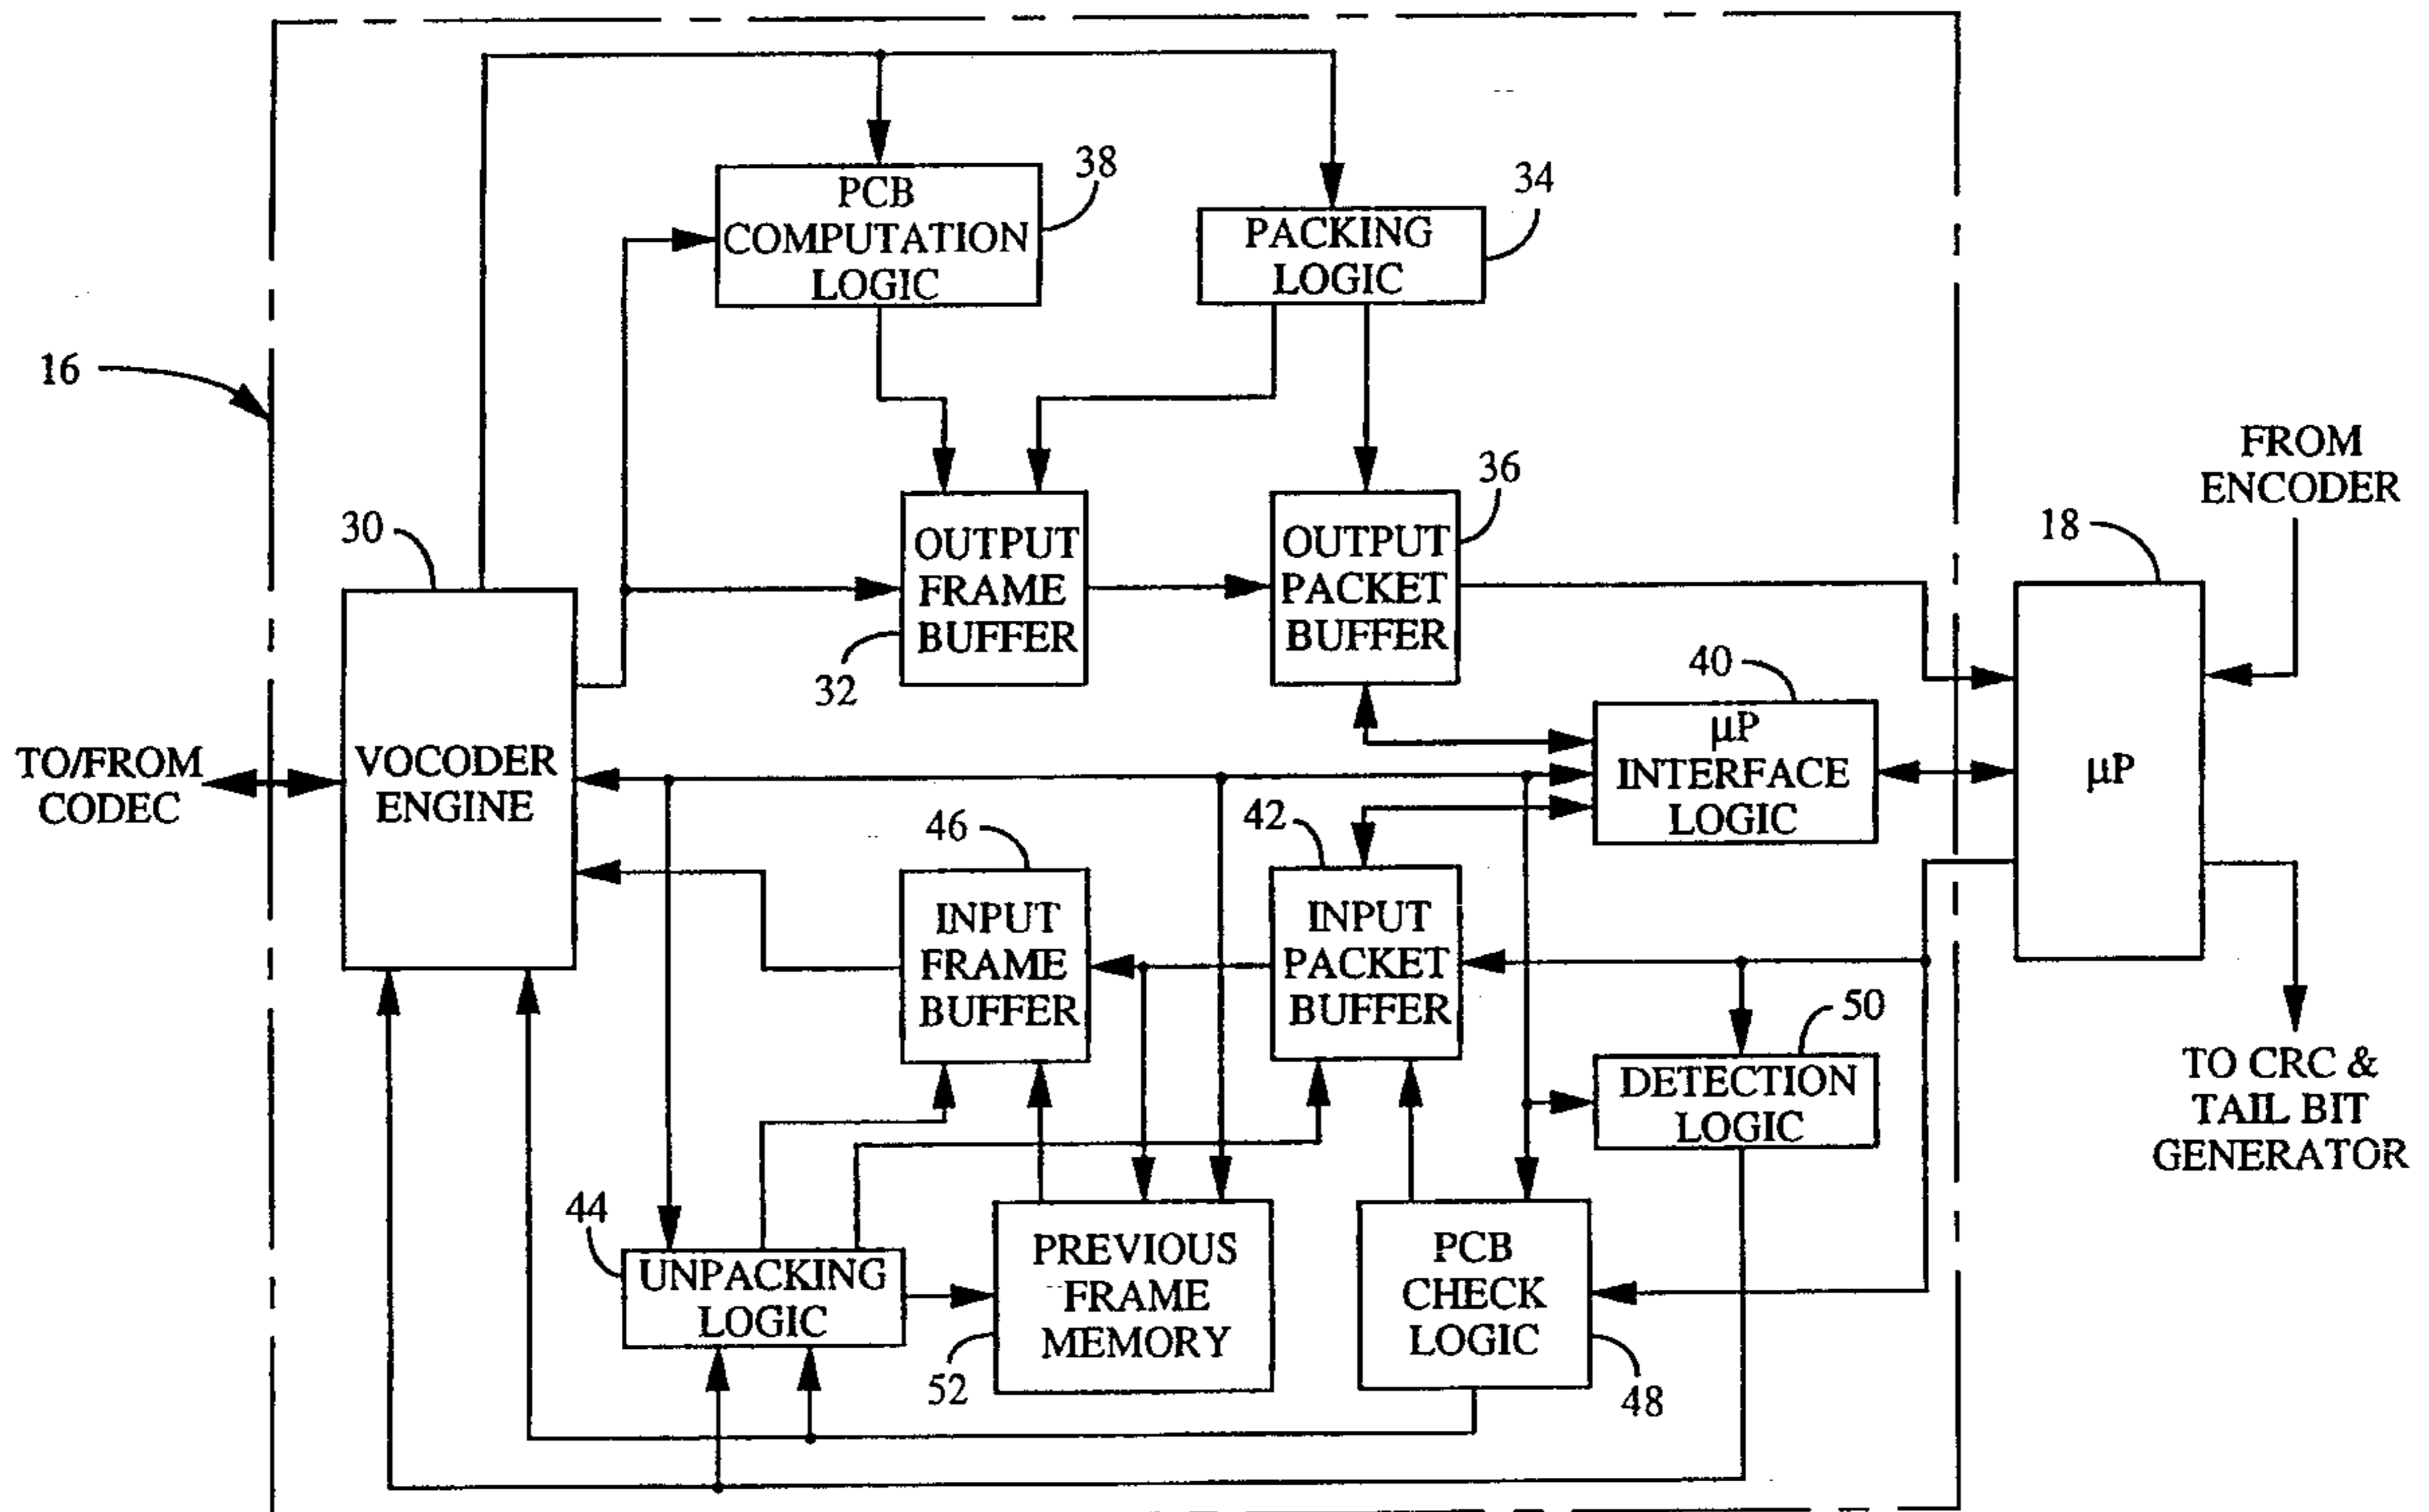 38
PCB
COMPUTATION
LOGIC
34
PACKING
LOGIC
16
FROM
ENCODER
36
30
OUTPUT
FRAME
BUFFER
OUTPUT
PACKET
BUFFER
18
32
40
VOCODER
ENGINE
TO/FROM
CODEC
µP
INTERFACE
LOGIC
µP
46
42
INPUT
FRAME
BUFFER
INPUT
PACKET
BUFFER
50
DETECTION
LOGIC
TO CRC &
TAIL BIT
GENERATOR
44
UNPACKING
LOGIC
PREVIOUS
FRAME
MEMORY
52
PCB
CHECK
LOGIC
48